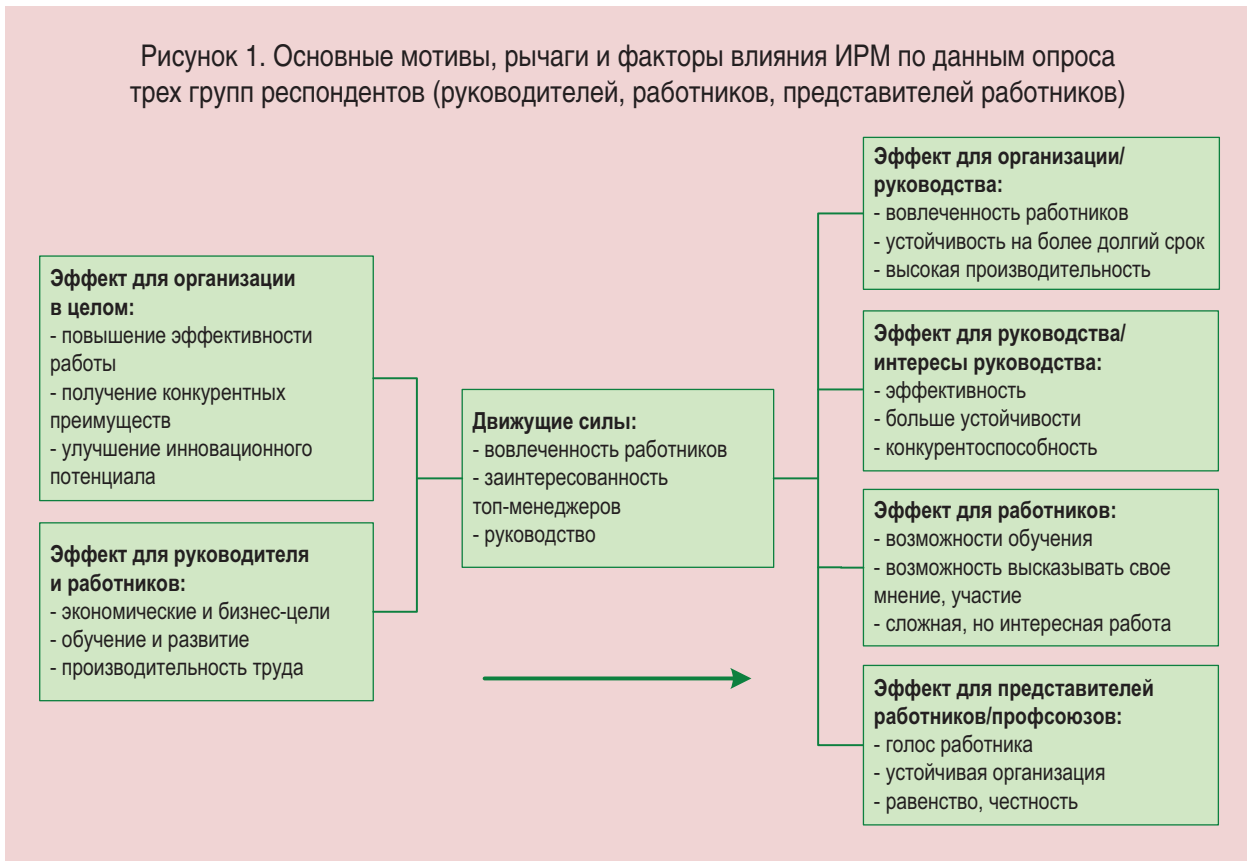 Рисунок 1. Основные мотивы, рычаги и факторы влияния ИРМ по данным опроса
трех групп респондентов (руководителей, работников, представителей работников)
Эффект для организации
в целом:
- повышение эффективности
работы
- получение конкурентных
преимуществ
- улучшение инновационного
потенциала
Эффект для руководителя
и работников:
- экономические и бизнес-цели
- обучение и развитие
- производительность труда
Движущие силы:
- вовлеченность работников
- заинтересованность
топ-менеджеров
- руководство
Эффект для организации/
руководства:
- вовлеченность работников
- устойчивость на более долгий срок
- высокая производительность
Эффект для руководства/
интересы руководства:
- эффективность
- больше устойчивости
- конкурентоспособность
Эффект для работников:
- возможности обучения
- возможность высказывать свое
мнение, участие
- сложная, но интересная работа
Эффект для представителей
работников/профсоюзов:
- голос работника
- устойчивая организация
- равенство, честность